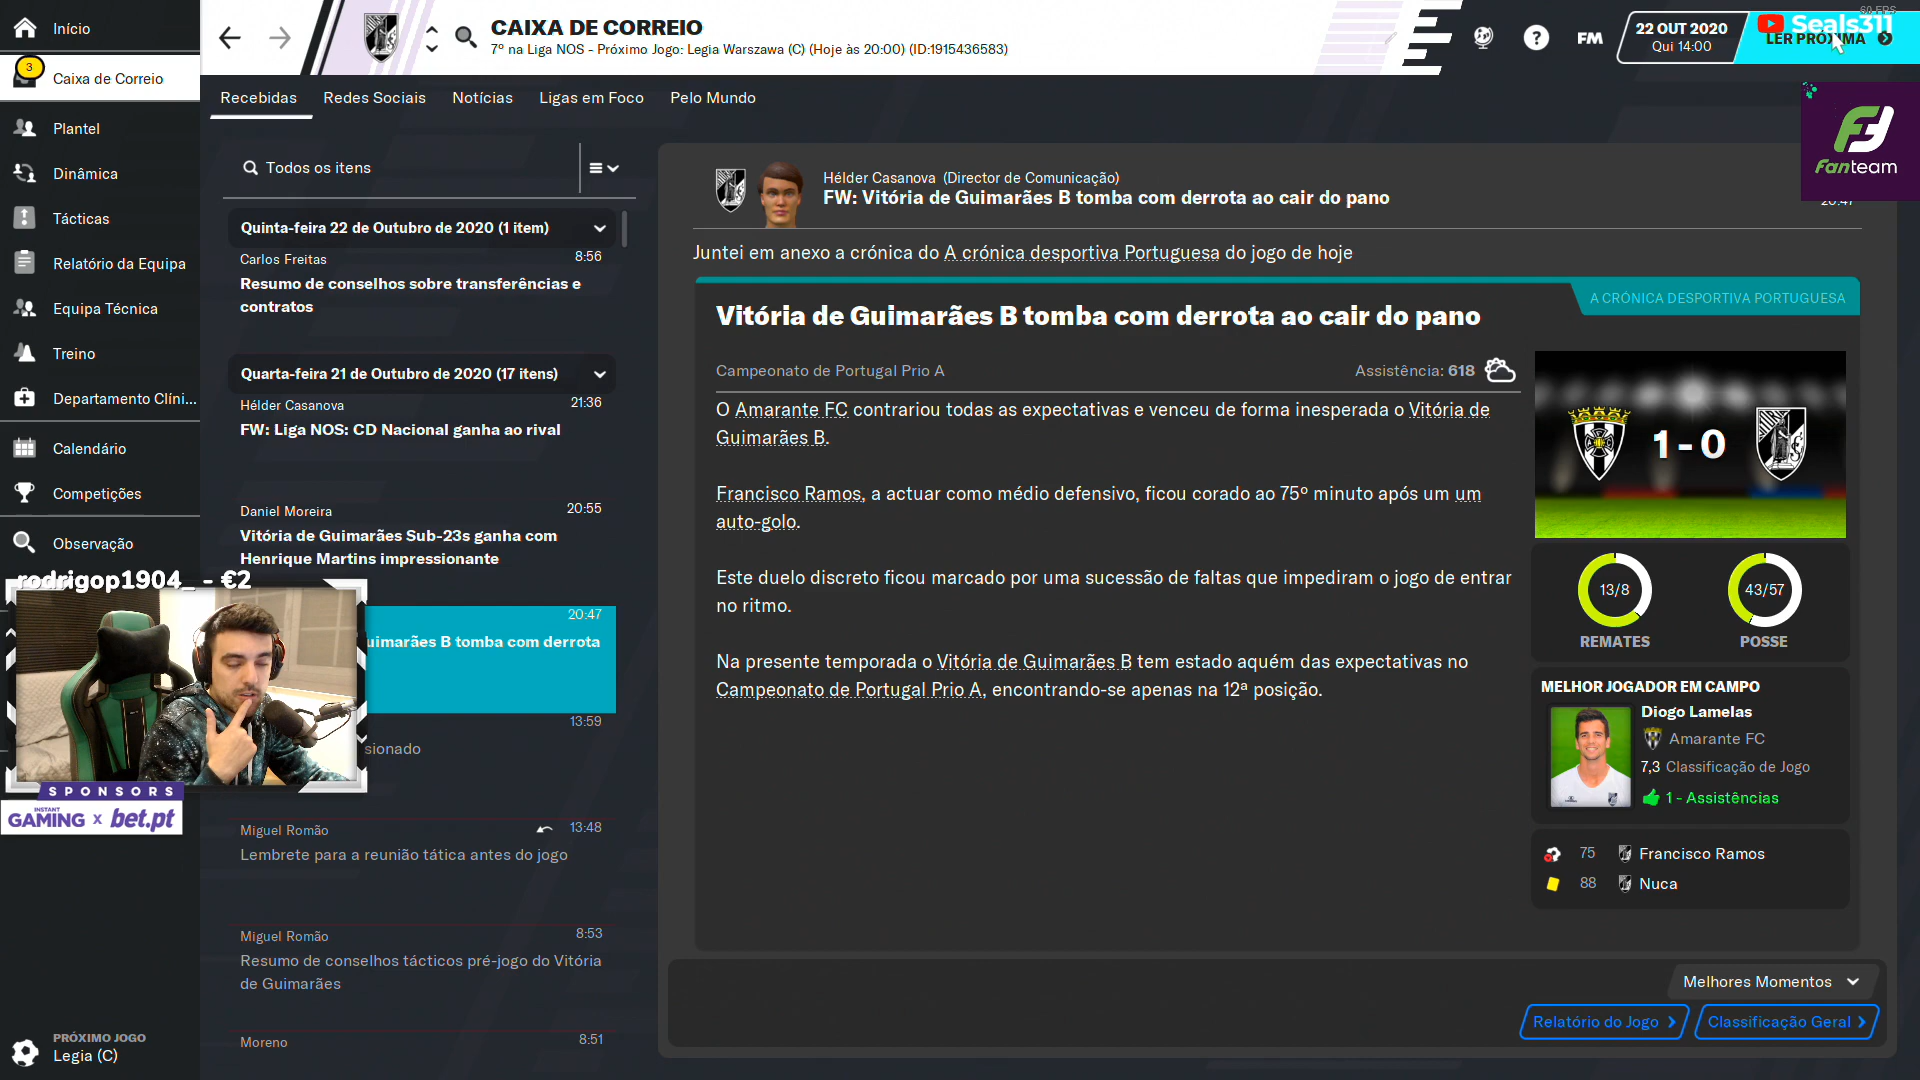 Início
3
Caixa de Correio
Plantel
Dinâmica
Tácticas
Relatório da Equipa
Equipa Técnica
Treino
Departamento Clíni...
Calendário
Competições
Observação
rodrigop1904_ - €2
SPONSORS
INSTANT
GAMING x bet.pt
PRÓXIMO JOGO
Legia (C)
CAIXA DE CORREIO
7º na Liga NOS - Próximo Jogo: Legia Warszawa (C) (Hoje às 20:00) (ID:1915436583)
?
FM
22 OUT 2020
Qui 14:00
60 FPS
Seals311
LER PRÓXIMA
Fanteam
Recebidas
Redes Sociais
Notícias
Ligas em Foco
Pelo Mundo
Todos os itens
Quinta-feira 22 de Outubro de 2020 (1 item)
Carlos Freitas 8:56
Resumo de conselhos sobre transferências e
contratos
Quarta-feira 21 de Outubro de 2020 (17 itens)
Hélder Casanova 21:36
FW: Liga NOS: CD Nacional ganha ao rival
Daniel Moreira 20:55
Vitória de Guimarães Sub-23s ganha com
Henrique Martins impressionante
20:47
uimarães B tomba com derrota
13:59
sionado
Miguel Romão 13:48
Lembrete para a reunião tática antes do jogo
Miguel Romão 8:53
Resumo de conselhos tácticos pré-jogo do Vitória
de Guimarães
Moreno 8:51
Hélder Casanova (Director de Comunicação)
FW: Vitória de Guimarães B tomba com derrota ao cair do pano
20:47
Juntei em anexo a crónica do A crónica desportiva Portuguesa do jogo de hoje
A CRÓNICA DESPORTIVA PORTUGUESA
Vitória de Guimarães B tomba com derrota ao cair do pano
Campeonato de Portugal Prio A
Assistência: 618
O Amarante FC contrariou todas as expectativas e venceu de forma inesperada o Vitória de
Guimarães B.
Francisco Ramos, a actuar como médio defensivo, ficou corado ao 75º minuto após um um
auto-golo.
Este duelo discreto ficou marcado por uma sucessão de faltas que impediram o jogo de entrar
no ritmo.
Na presente temporada o Vitória de Guimarães B tem estado aquém das expectativas no
Campeonato de Portugal Prio A, encontrando-se apenas na 12ª posição.
1 - 0
13/8
REMATES
43/57
POSSE
MELHOR JOGADOR EM CAMPO
Diogo Lamelas
Amarante FC
7,3 Classificação de Jogo
1 - Assistências
75 Francisco Ramos
88 Nuca
Melhores Momentos
Relatório do Jogo
Classificação Geral